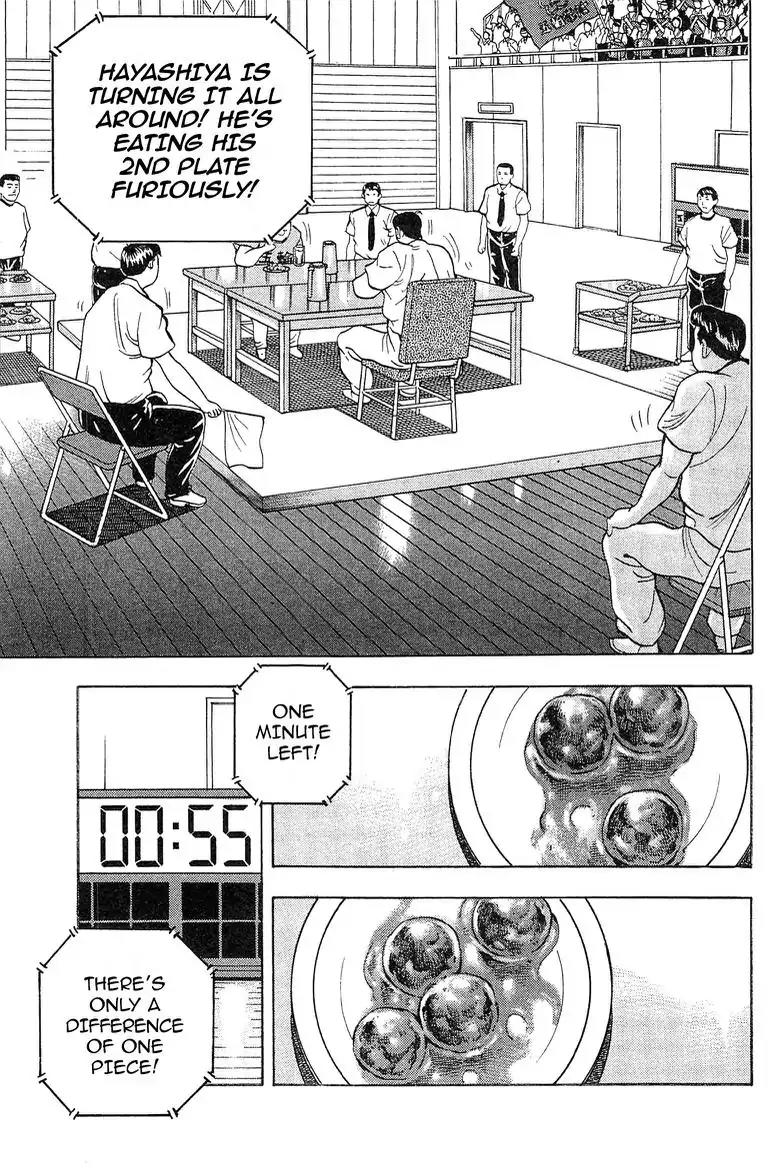 HAYASHIYA IS
TURNING IT ALL
AROUND! HE'S
EATING HIS
2ND PLATE
FURIOUSLY!
ONE
MINUTE
LEFT!
00:55
THERE'S
ONLY A
DIFFERENCE
OF ONE
PIECE!